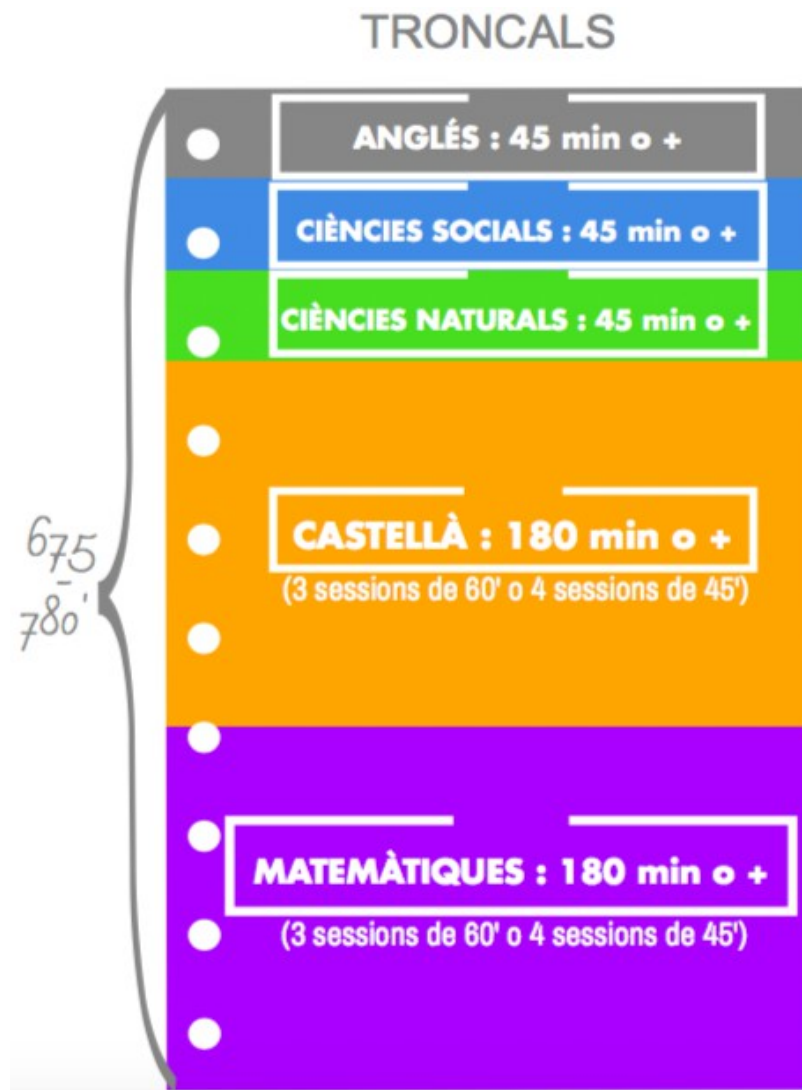 TRONCALS
ANGLÉS : 45 min o +
CIÈNCIES SOCIALS : 45 min o +
CIÈNCIES NATURALS : 45 min o +
CASTELLÀ : 180 min o +
(3 sessions de 60' o 4 sessions de 45')
675
-
780'
MATEMÀTIQUES : 180 min o +
(3 sessions de 60' o 4 sessions de 45')